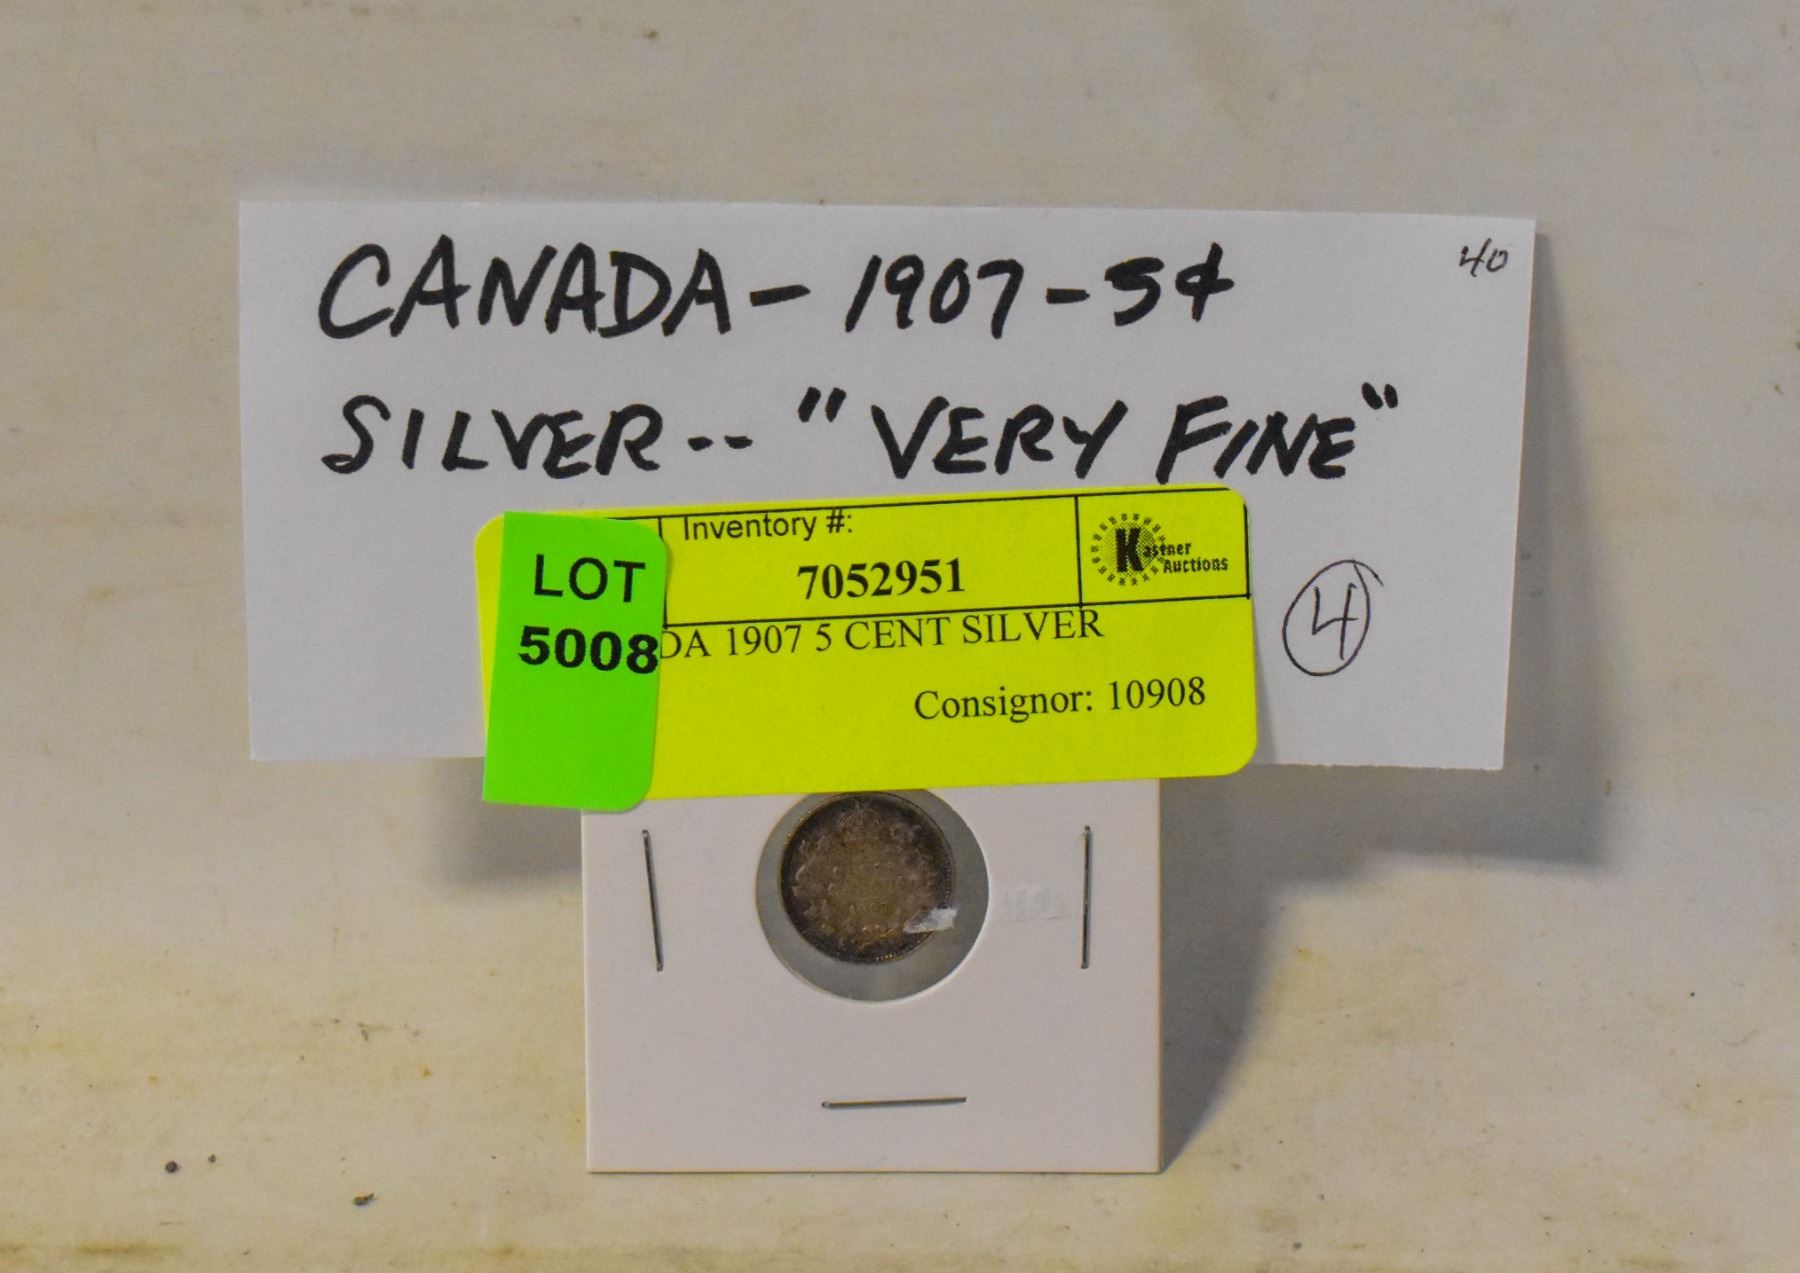 CANADA - 1907 - 5¢
40
SILVER -- "VERY FINE"
Inventory #:
7052951
Kastner
Auctions
LOT
5008
DA 1907 5 CENT SILVER
Consignor: 10908
4